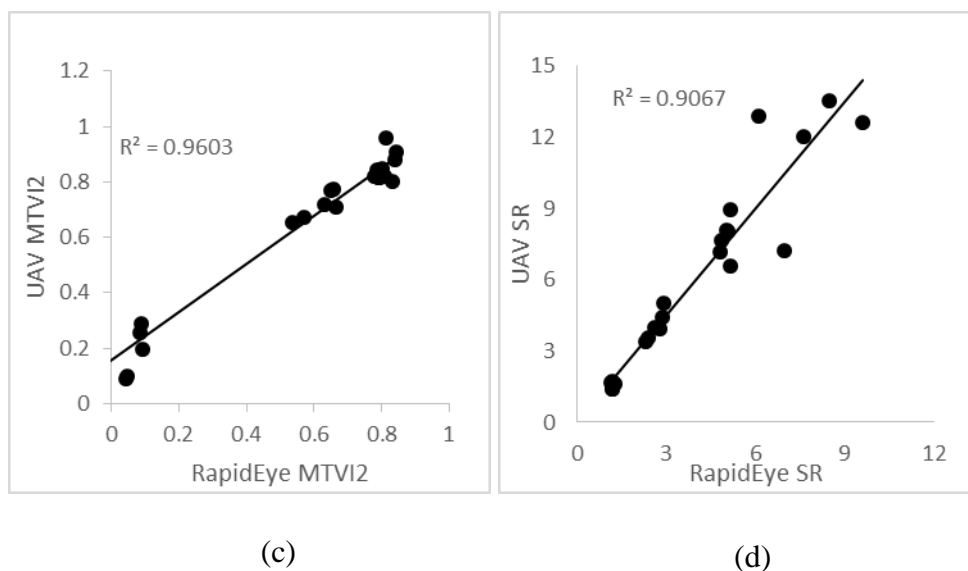 1.2
1
0.8
0.6
0.4
0.2
0
R² = 0.9603
UAV MTVI2
0 0.2 0.4 0.6 0.8 1
RapidEye MTVI2
(c)
15
12
9
6
3
0
R² = 0.9067
UAV SR
0 3 6 9 12
RapidEye SR
(d)